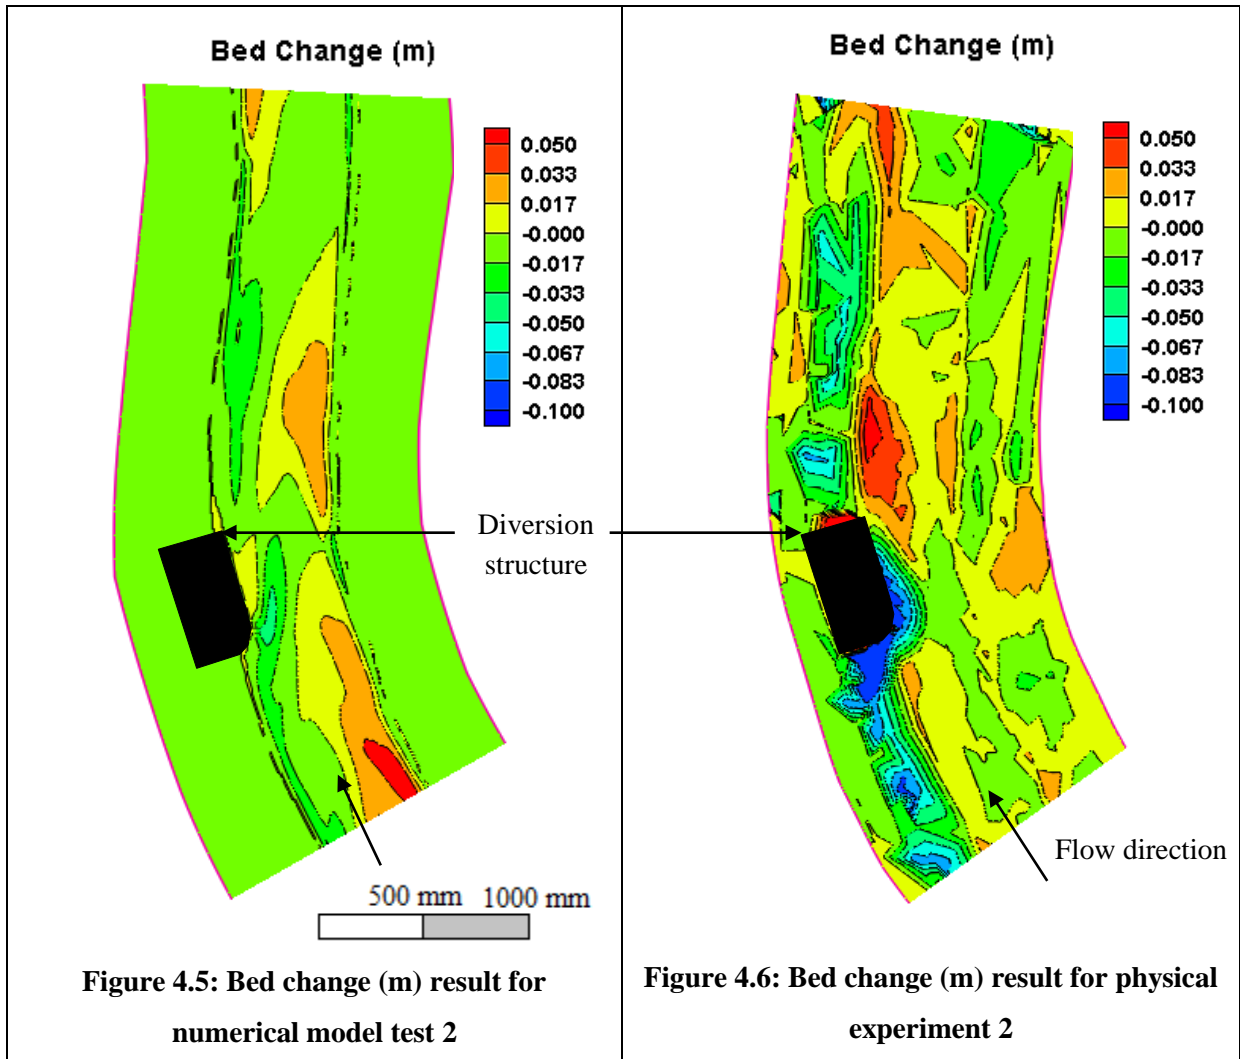 Bed Change (m)
0.050
0.033
0.017
-0.000
-0.017
-0.033
-0.050
-0.067
-0.083
-0.100
Diversion
structure
500 mm 1000 mm
Figure 4.5: Bed change (m) result for
numerical model test 2
Bed Change (m)
0.050
0.033
0.017
-0.000
-0.017
-0.033
-0.050
-0.067
-0.083
-0.100
Flow direction
Figure 4.6: Bed change (m) result for physical
experiment 2